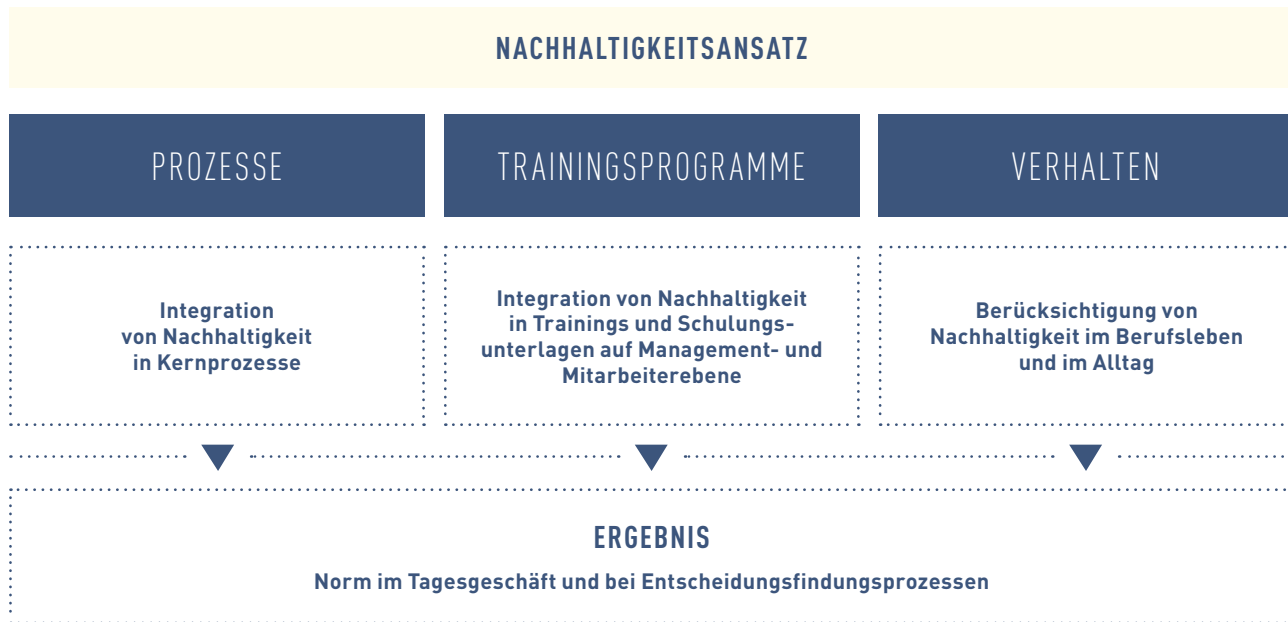 NACHHALTIGKEITSANSATZ
PROZESSE
TRAININGSPROGRAMME
VERHALTEN
Integration
von Nachhaltigkeit
in Kernprozesse
Integration von Nachhaltigkeit
in Trainings und Schulungs-
unterlagen auf Management- und
Mitarbeiterebene
Berücksichtigung von
Nachhaltigkeit im Berufsleben
und im Alltag
ERGEBNIS
Norm im Tagesgeschäft und bei Entscheidungsfindungsprozessen